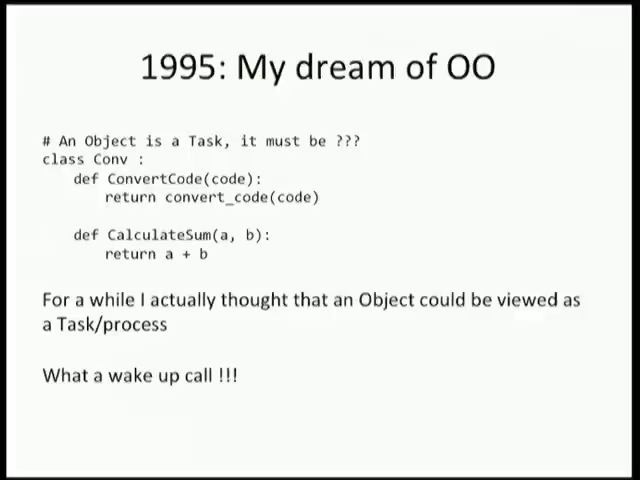 1995: My dream of OO
# An Object is a Task, it must be ???
class Conv :
def ConvertCode(code):
return convert_code(code)
def CalculateSum(a, b):
return a + b
For a while I actually thought that an Object could be viewed as
a Task/process
What a wake up call !!!